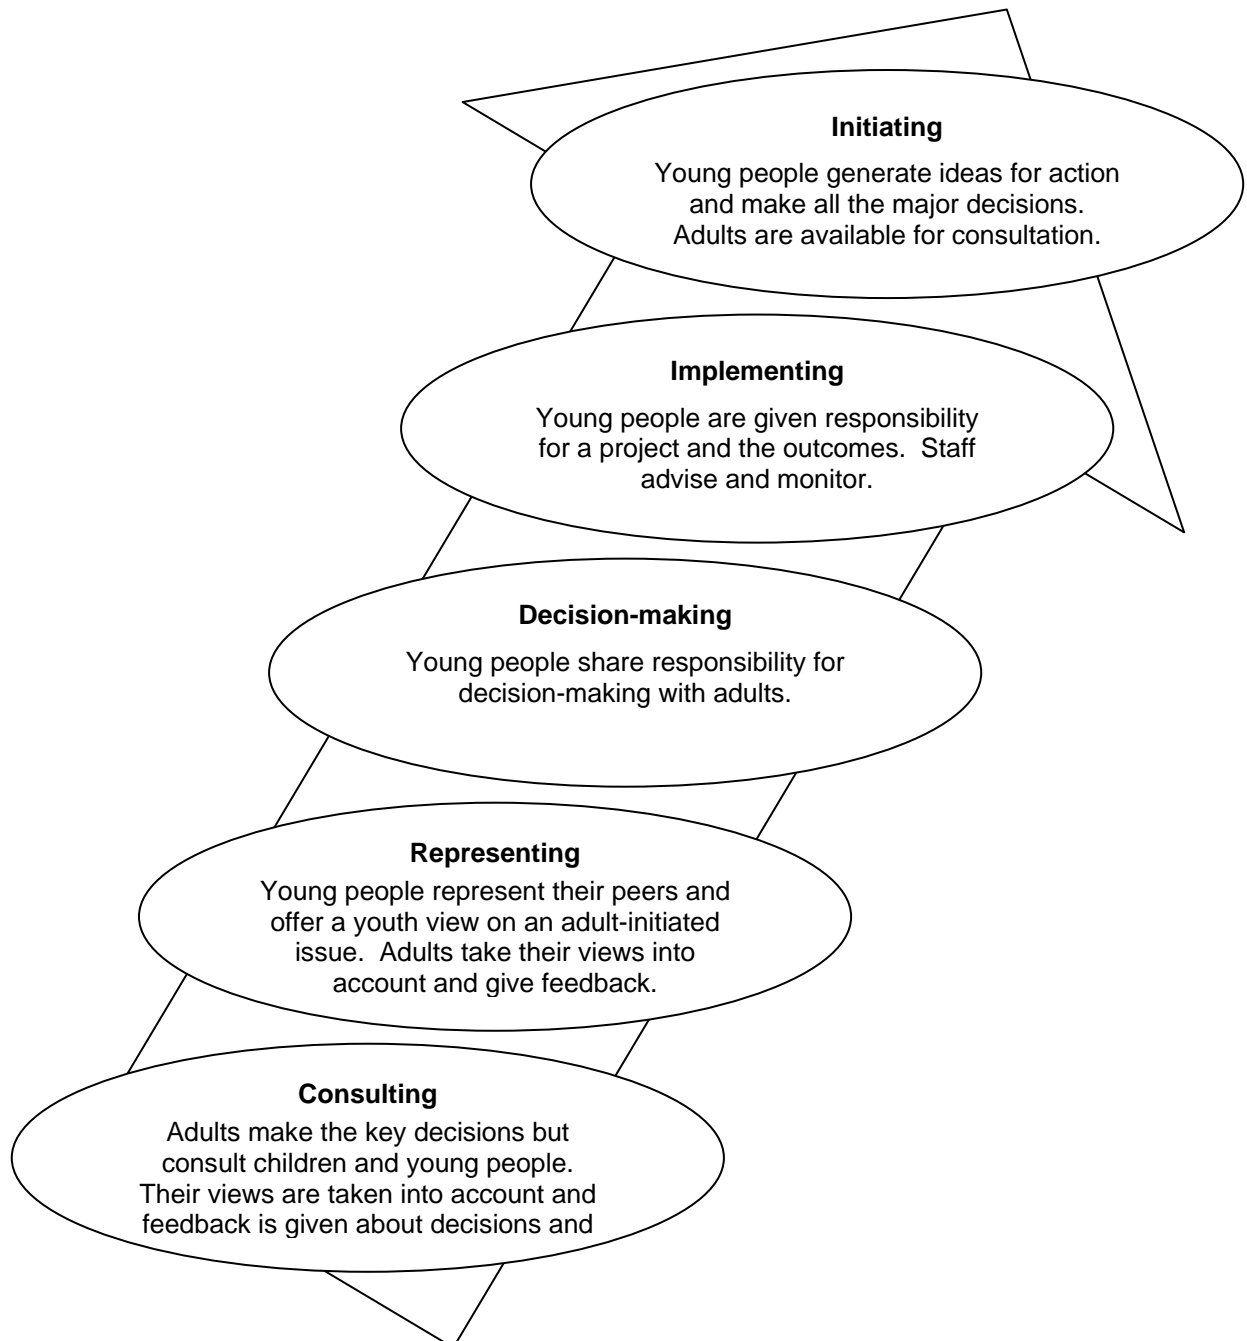 Initiating
Young people generate ideas for action
and make all the major decisions.
Adults are available for consultation.
Implementing
Young people are given responsibility
for a project and the outcomes.  Staff
advise and monitor.
Decision-making
Young people share responsibility for
decision-making with adults.
Representing
Young people represent their peers and
offer a youth view on an adult-initiated
issue.  Adults take their views into
account and give feedback.
Consulting
Adults make the key decisions but
consult children and young people.
Their views are taken into account and
feedback is given about decisions and